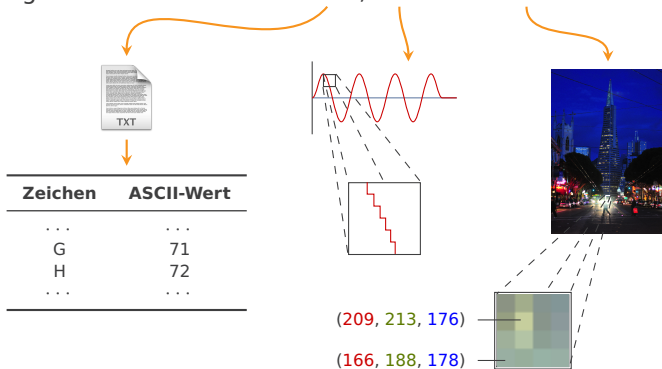 TXT
Zeichen ASCII-Wert
. . . . . .
G 71
H 72
. . . . . .
(209, 213, 176)
(166, 188, 178)